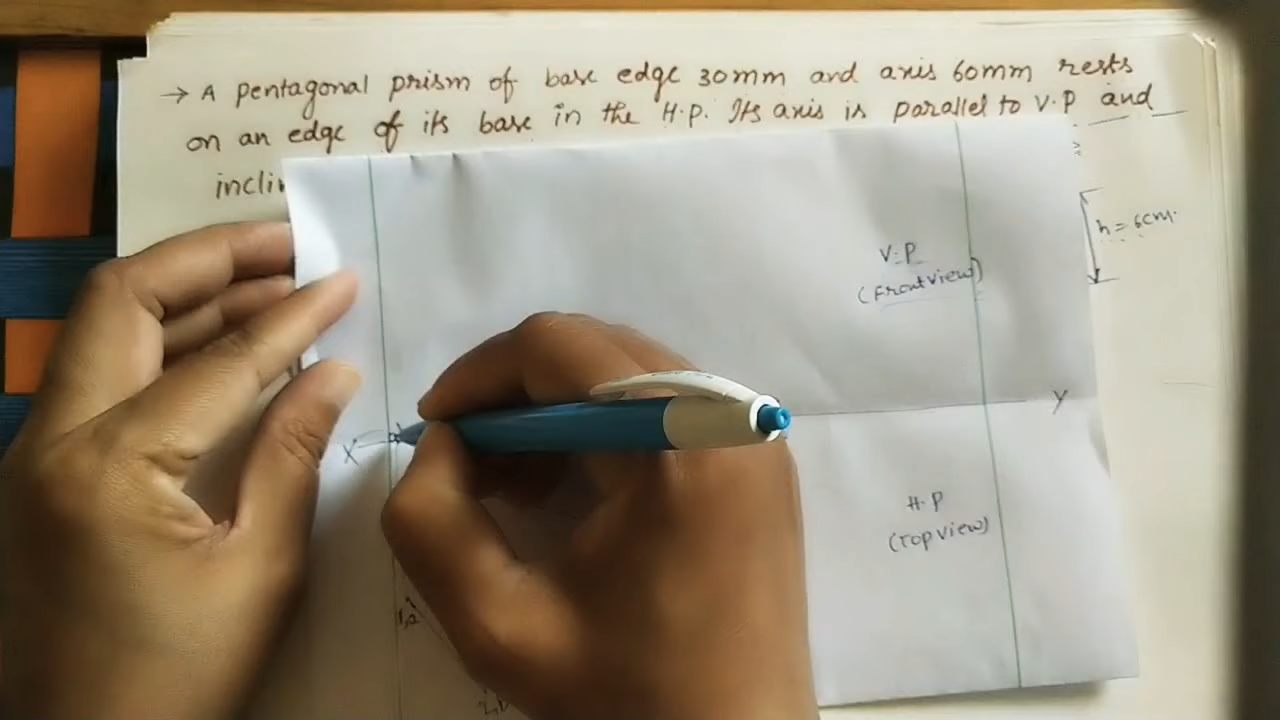 → A pentagonal prism of base edge 30mm and axis 60mm rests
on an edge of its base in the H.P. Its axis is parallel to V.P and
h = 6cm.
V.P
(Front view)
X
Y
H.P
(Top view)